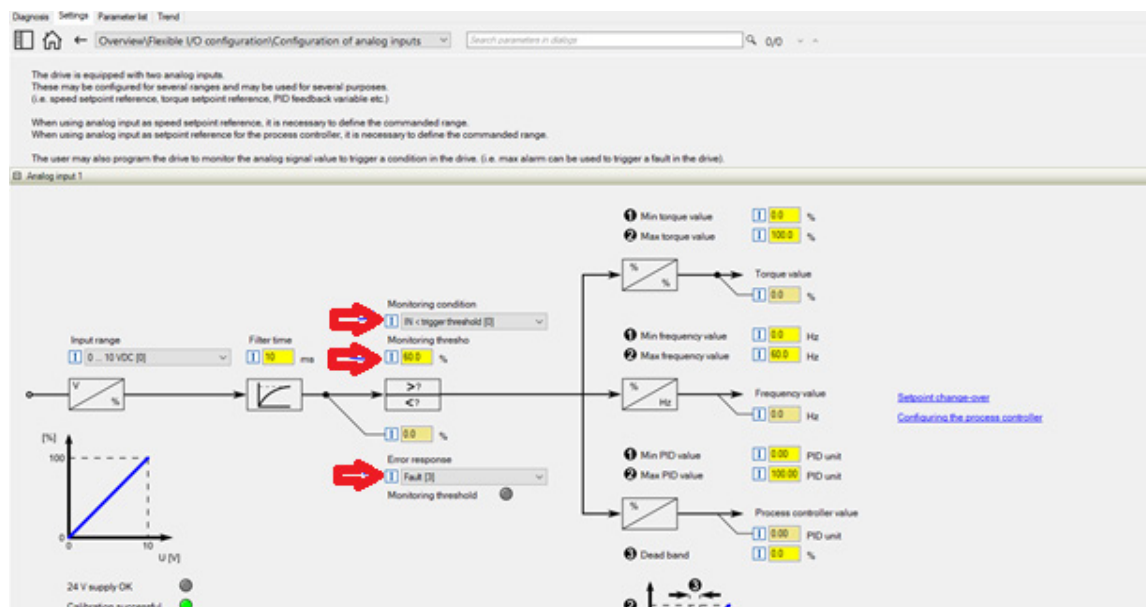 Diagnosis Settings Parameter list Trend
Overview\Flexible I/O configuration\Configuration of analog inputs Search parameters in dialogs 0/0
The drive is equipped with two analog inputs.
These may be configured for several ranges and may be used for several purposes.
(i.e. speed setpoint reference, torque setpoint reference, PID feedback variable etc.)
When using analog input as speed setpoint reference, it is necessary to define the commanded range.
When using analog input as setpoint reference for the process controller, it is necessary to define the commanded range.
The user may also program the drive to monitor the analog signal value to trigger a condition in the drive. (i.e. max alarm can be used to trigger a fault in the drive).
Analog input 1
1 Min torque value 0.0 %
2 Max torque value 100.0 %
% %
Torque value
0.0 %
Monitoring condition
IN < trigger threshold [0]
Input range
0 ... 10 VDC [0]
Filter time
10 ms
Monitoring thresho
60.0 %
1 Min frequency value 0.0 Hz
2 Max frequency value 60.0 Hz
V %
>?
<?
% Hz
Frequency value
0.0 Hz
Setpoint change-over
Configuring the process controller
0.0 %
Error response
Fault [3]
Monitoring threshold
1 Min PID value 0.00 PID unit
2 Max PID value 100.00 PID unit
%
Process controller value
0.00 PID unit
3 Dead band 0.0 %
[%]
100
0
0 10
U [V]
24 V supply OK
Calibration successful
3
2